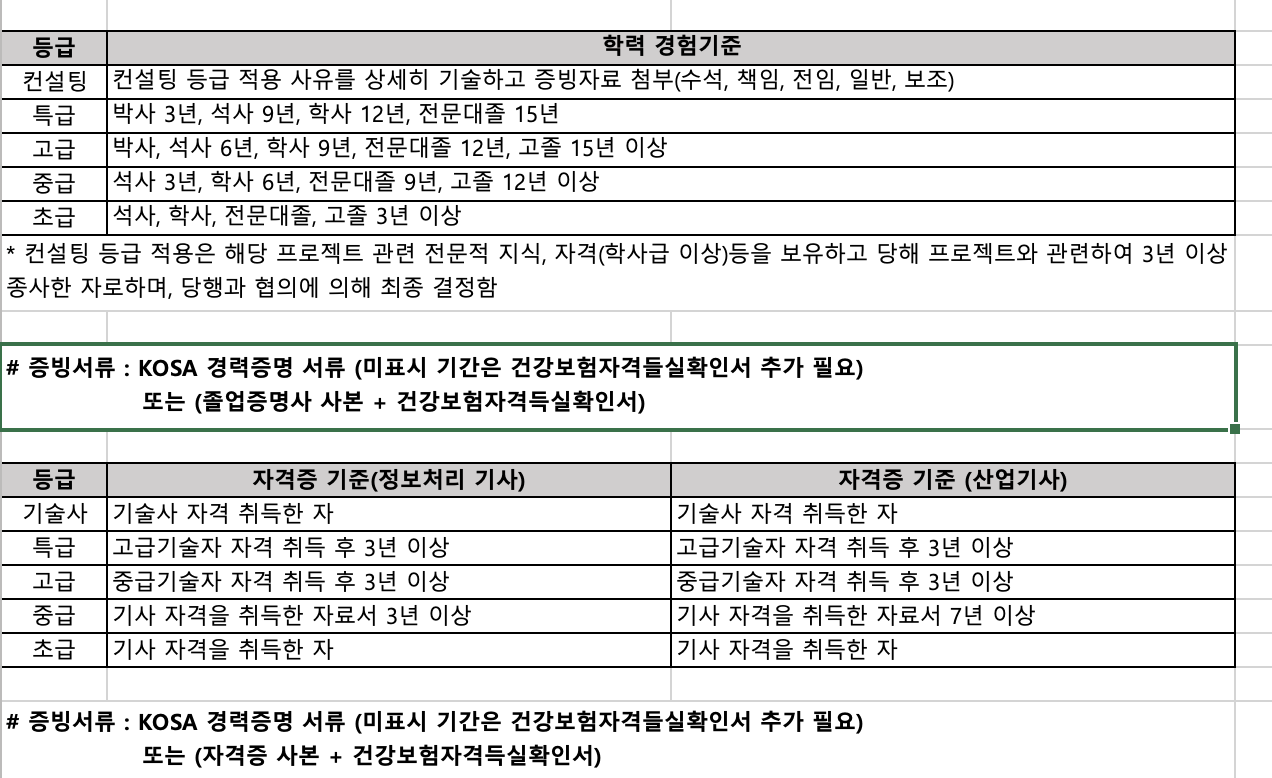 등급 학력 경험기준
컨설팅 컨설팅 등급 적용 사유를 상세히 기술하고 증빙자료 첨부(수석, 책임, 전임, 일반, 보조)
특급 박사 3년, 석사 9년, 학사 12년, 전문대졸 15년
고급 박사, 석사 6년, 학사 9년, 전문대졸 12년, 고졸 15년 이상
중급 석사 3년, 학사 6년, 전문대졸 9년, 고졸 12년 이상
초급 석사, 학사, 전문대졸, 고졸 3년 이상
* 컨설팅 등급 적용은 해당 프로젝트 관련 전문적 지식, 자격(학사급 이상)등을 보유하고 당해 프로젝트와 관련하여 3년 이상
종사한 자로하며, 당행과 협의에 의해 최종 결정함
# 증빙서류 : KOSA 경력증명 서류 (미표시 기간은 건강보험자격들실확인서 추가 필요)
또는 (졸업증명사 사본 + 건강보험자격득실확인서)
등급 자격증 기준(정보처리 기사) 자격증 기준 (산업기사)
기술사 기술사 자격 취득한 자 기술사 자격 취득한 자
특급 고급기술자 자격 취득 후 3년 이상 고급기술자 자격 취득 후 3년 이상
고급 중급기술자 자격 취득 후 3년 이상 중급기술자 자격 취득 후 3년 이상
중급 기사 자격을 취득한 자료서 3년 이상 기사 자격을 취득한 자료서 7년 이상
초급 기사 자격을 취득한 자 기사 자격을 취득한 자
# 증빙서류 : KOSA 경력증명 서류 (미표시 기간은 건강보험자격들실확인서 추가 필요)
또는 (자격증 사본 + 건강보험자격득실확인서)